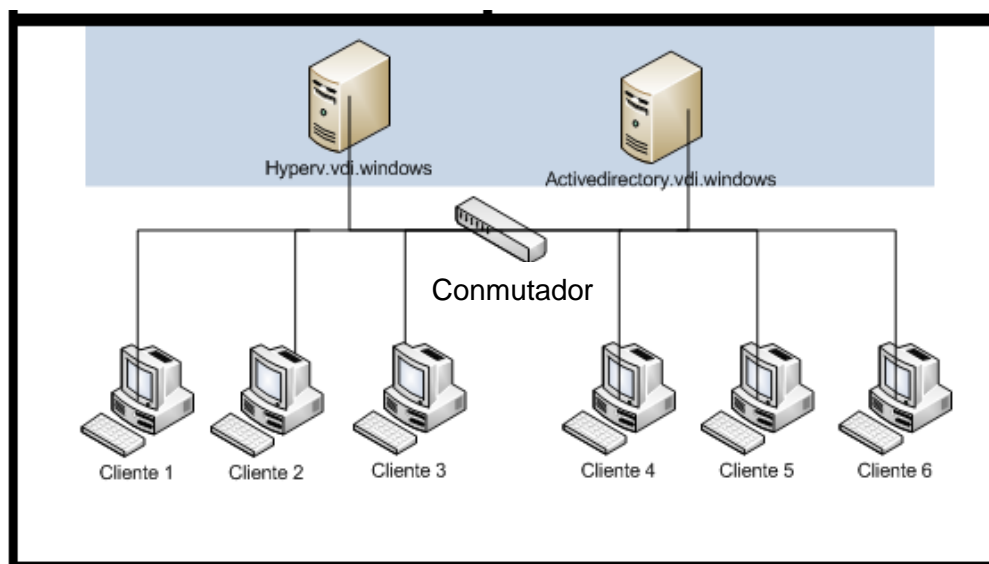 Hyperv.vdi.windows
Activedirectory.vdi.windows
Conmutador
Cliente 1
Cliente 2
Cliente 3
Cliente 4
Cliente 5
Cliente 6